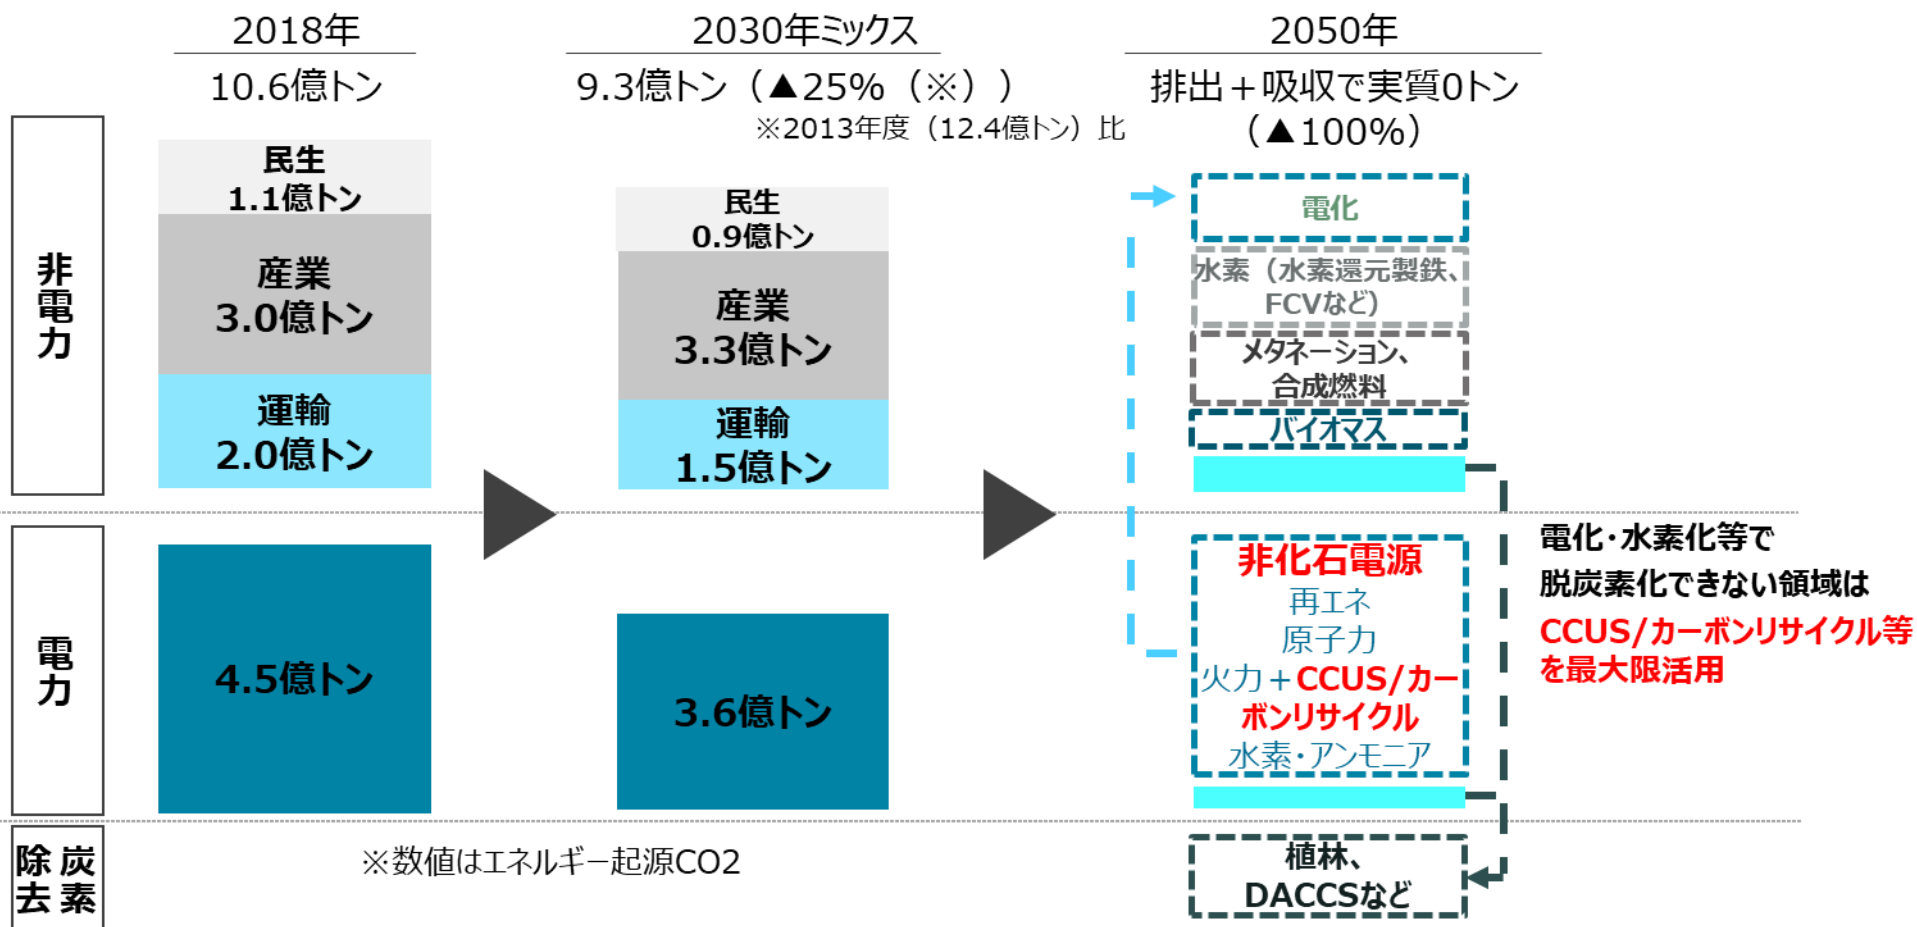 2018年
10.6億トン
2030年ミックス
9.3億トン（▲25%（※））
※2013年度（12.4億トン）比
2050年
排出＋吸収で実質0トン
（▲100%）
非電力
民生
1.1億トン
産業
3.0億トン
運輸
2.0億トン
民生
0.9億トン
産業
3.3億トン
運輸
1.5億トン
電化
水素（水素還元製鉄、
FCVなど）
メタネーション、
合成燃料
バイオマス
電力
4.5億トン
3.6億トン
非化石電源
再エネ
原子力
火力＋CCUS/カー
ボンリサイクル
水素・アンモニア
電化・水素化等で
脱炭素化できない領域は
CCUS/カーボンリサイクル等
を最大限活用
炭素
除去
※数値はエネルギー起源CO2
植林、
DACCSなど